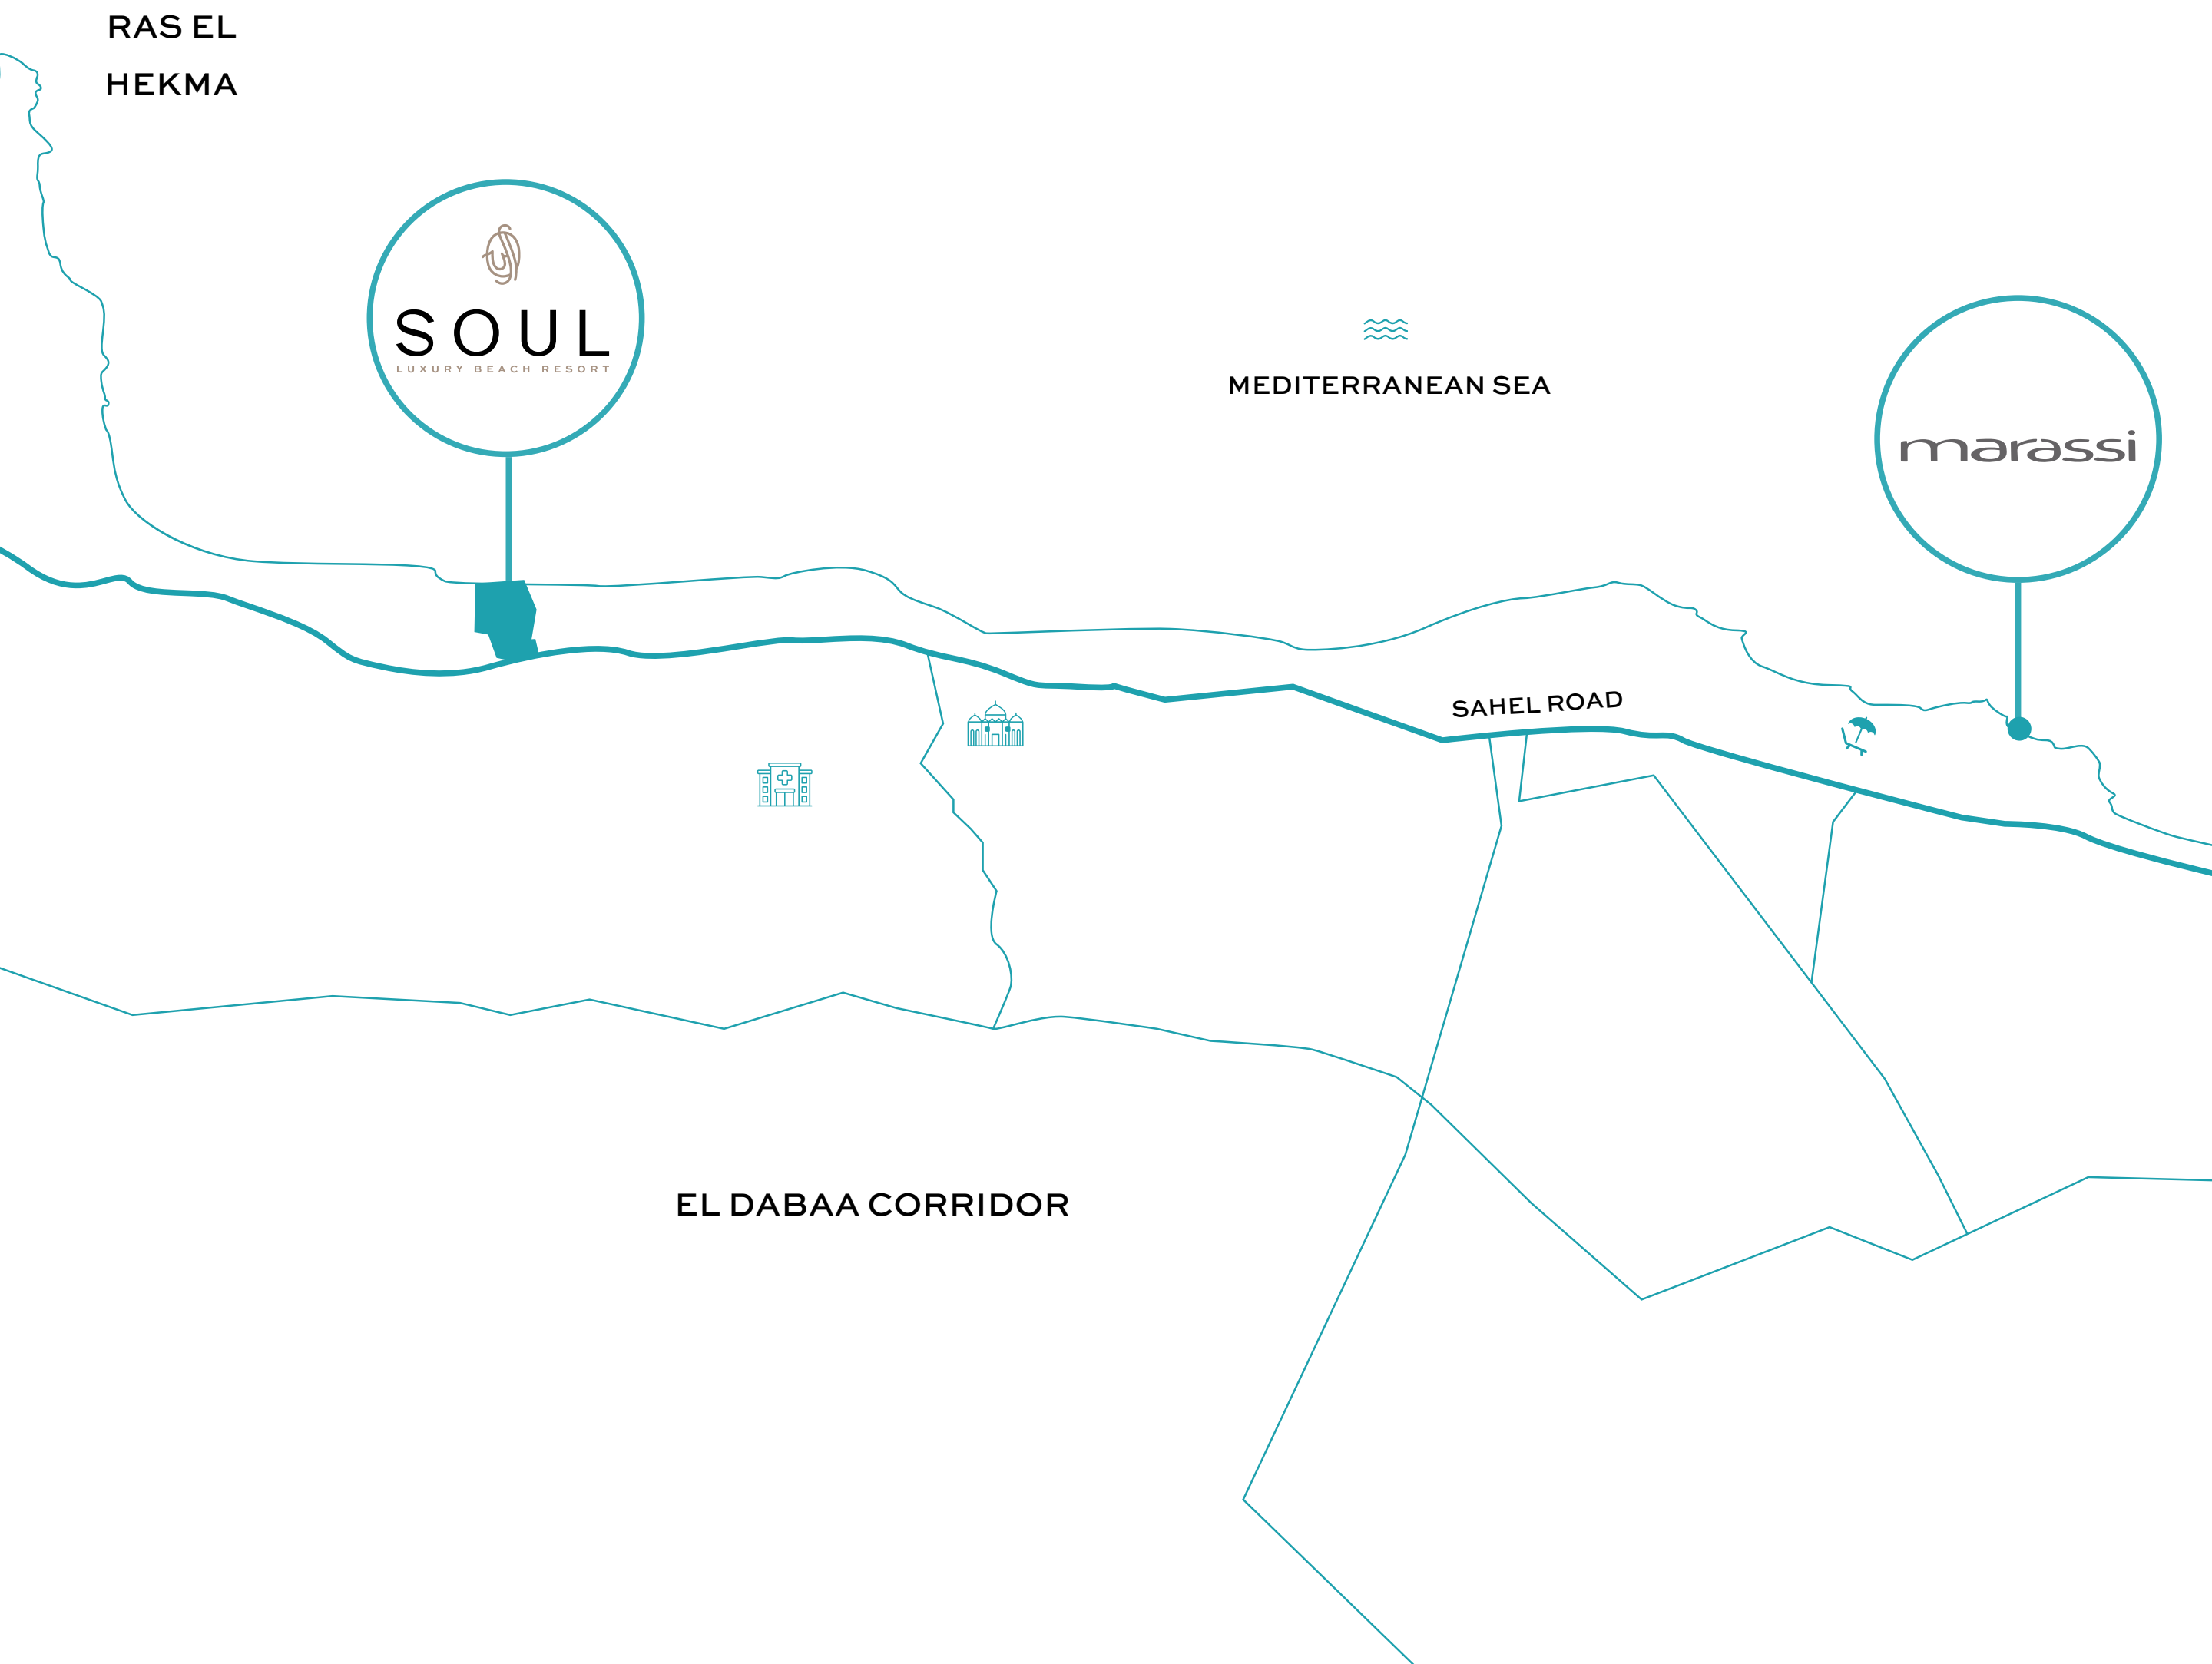 RAS EL
HEKMA
SOUL
LUXURY BEACH RESORT
MEDITERRANEAN SEA
marassi
SAHEL ROAD
EL DABAA CORRIDOR